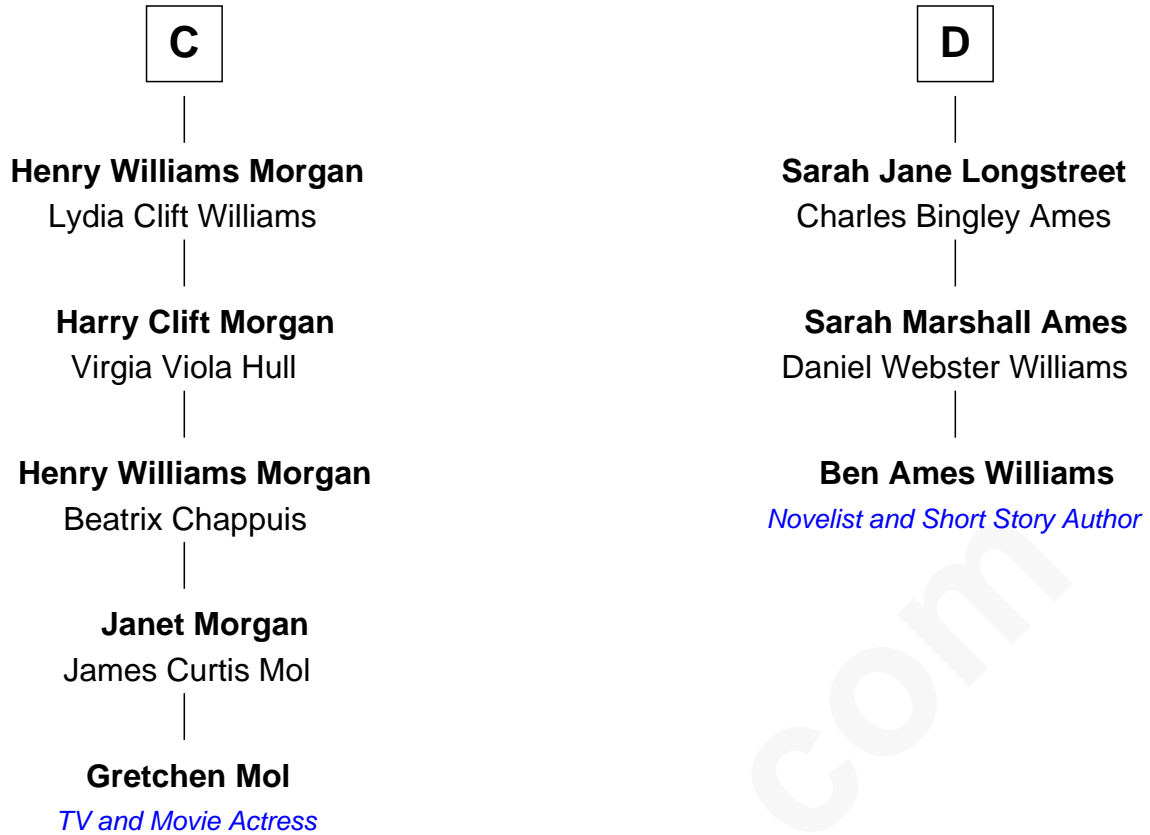 C
Henry Williams Morgan
Lydia Clift Williams
Harry Clift Morgan
Virgia Viola Hull
Henry Williams Morgan
Beatrix Chappuis
Janet Morgan
James Curtis Mol
Gretchen Mol
TV and Movie Actress
D
Sarah Jane Longstreet
Charles Bingley Ames
Sarah Marshall Ames
Daniel Webster Williams
Ben Ames Williams
Novelist and Short Story Author
com